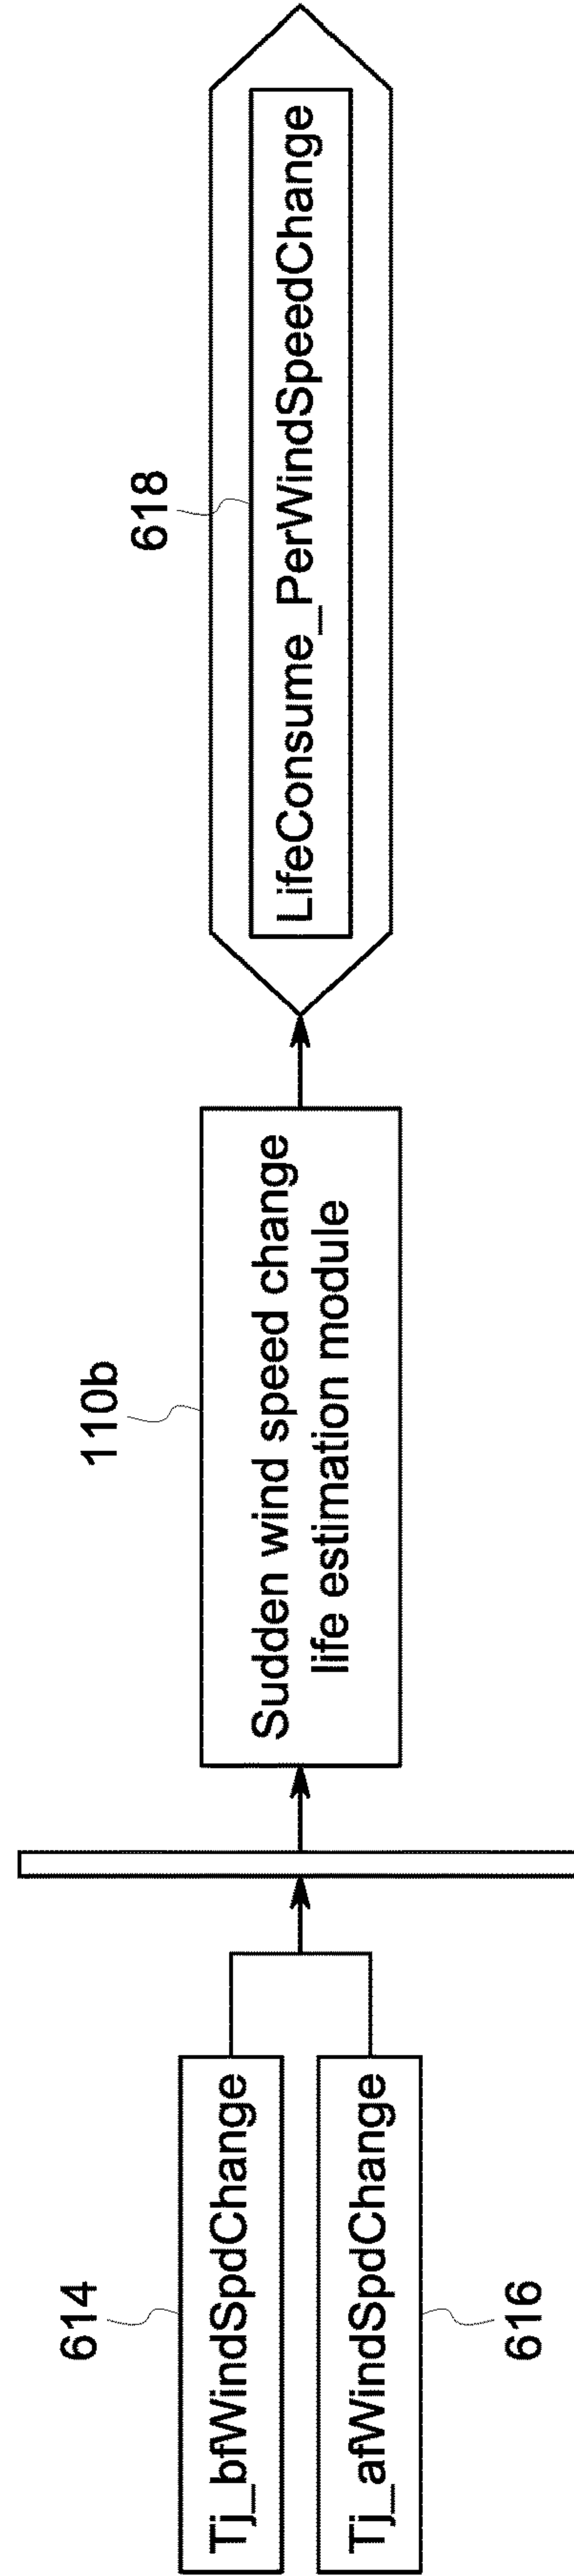 614
Tj_bfWindSpdChange
Tj_afWindSpdChange
616
110b
Sudden wind speed change
life estimation module
618
LifeConsume_PerWindSpeedChange